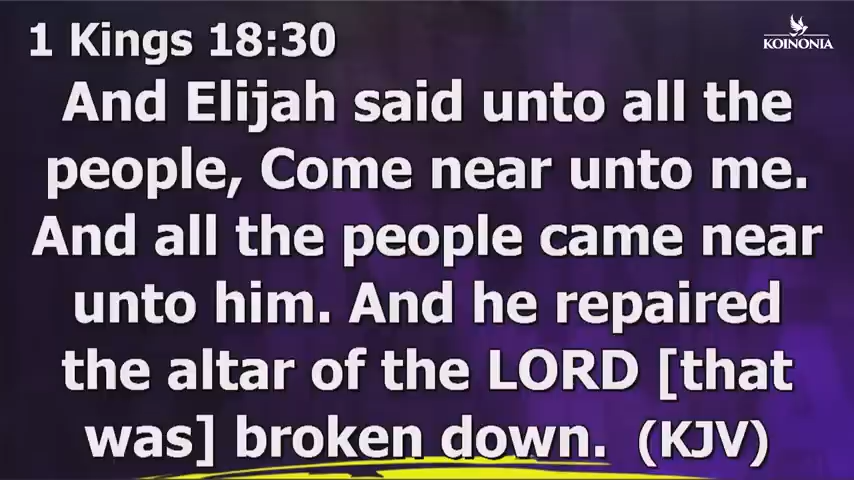 1 Kings 18:30
KOINONIA
And Elijah said unto all the
people, Come near unto me.
And all the people came near
unto him. And he repaired
the altar of the LORD [that
was] broken down. (KJV)